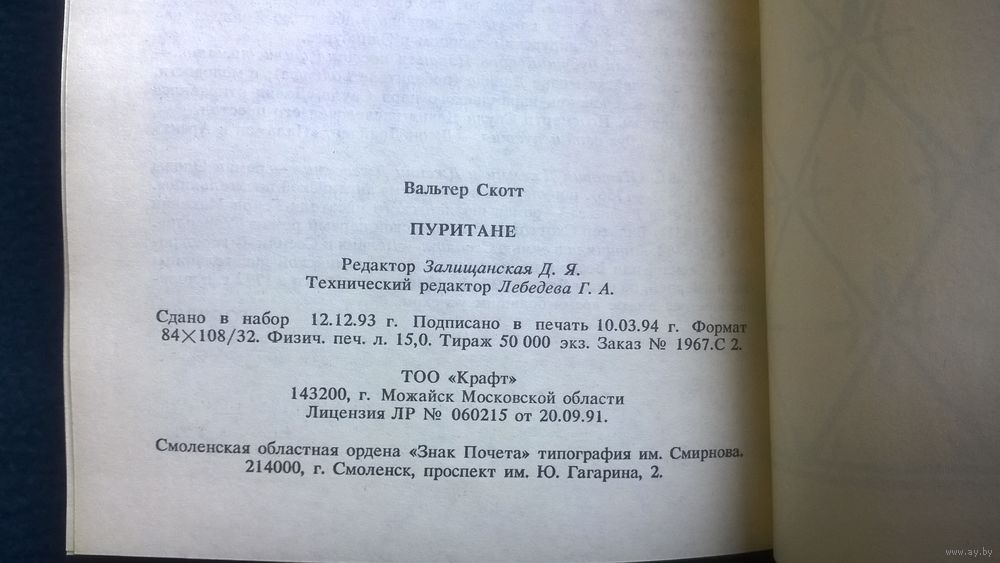 Вальтер Скотт
ПУРИТАНЕ
Редактор Залищанская Д. Я.
Технический редактор Лебедева Г. А.
Сдано в набор 12.12.93 г. Подписано в печать 10.03.94 г. Формат
84×108/32. Физич. печ. л. 15,0. Тираж 50 000 экз. Заказ № 1967.С 2.
ТОО «Крафт»
143200, г. Можайск Московской области
Лицензия ЛР № 060215 от 20.09.91.
Смоленская областная ордена «Знак Почета» типография им. Смирнова.
214000, г. Смоленск, проспект им. Ю. Гагарина, 2.
www.ay.by